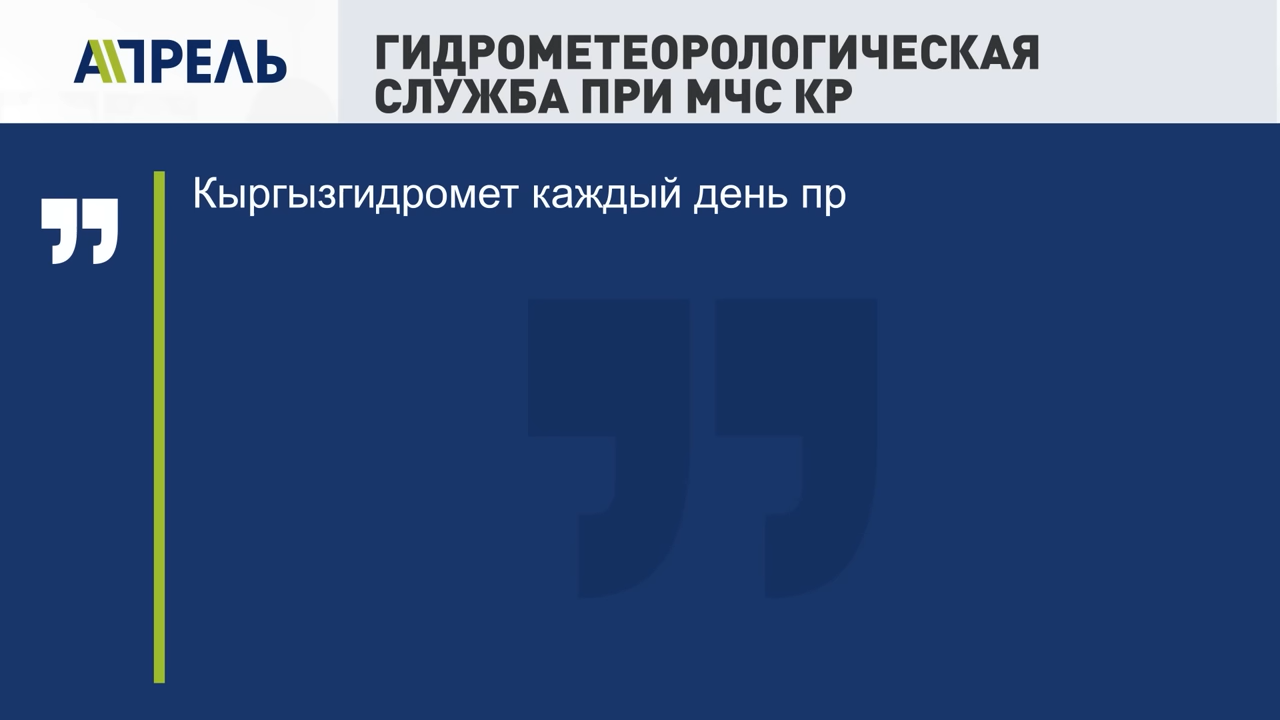 АПРЕЛЬ
ГИДРОМЕТЕОРОЛОГИЧЕСКАЯ
СЛУЖБА ПРИ МЧС КР
Кыргызгидромет каждый день пр